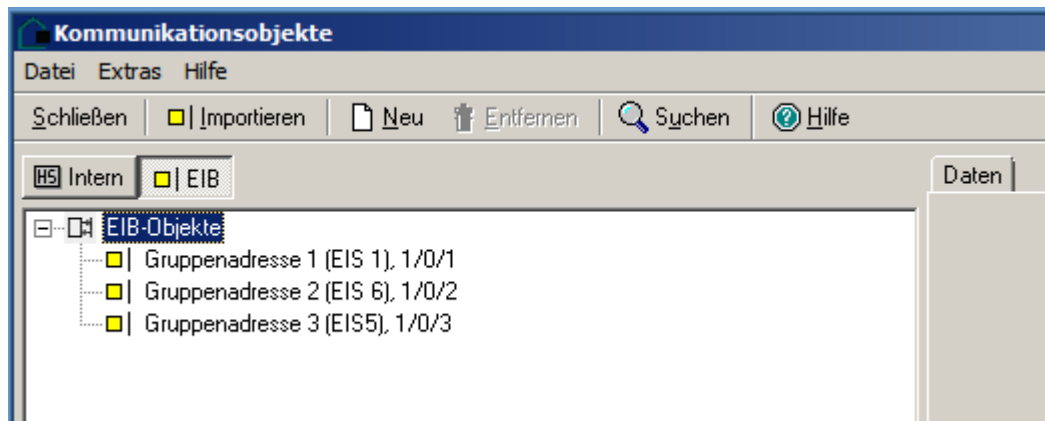 Kommunikationsobjekte
Datei Extras Hilfe
Schließen Importieren Neu Entfernen Suchen Hilfe
HS Intern EIB Daten
EIB-Objekte
Gruppenadresse 1 (EIS 1), 1/0/1
Gruppenadresse 2 (EIS 6), 1/0/2
Gruppenadresse 3 (EIS5), 1/0/3